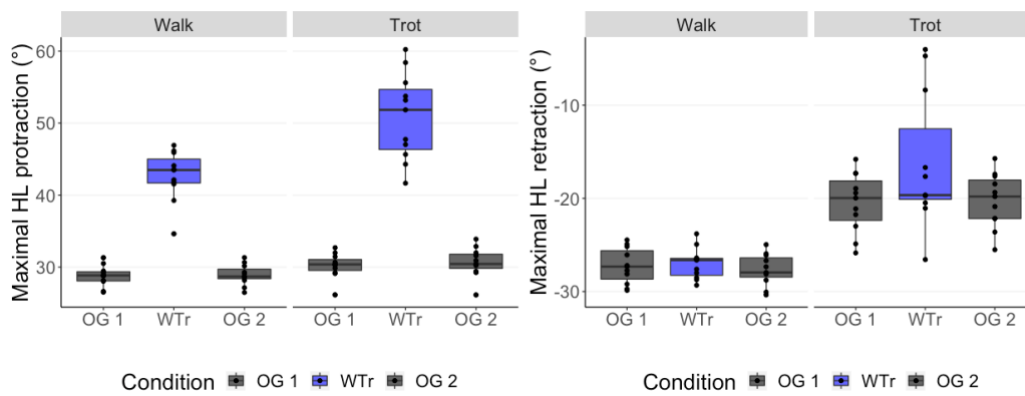 Walk
Trot
Maximal HL protraction (°)
60
50
40
30
OG 1 WTr OG 2
OG 1 WTr OG 2
Condition OG 1 WTr OG 2
Walk
Trot
Maximal HL retraction (°)
-10
-20
-30
OG 1 WTr OG 2
OG 1 WTr OG 2
Condition OG 1 WTr OG 2